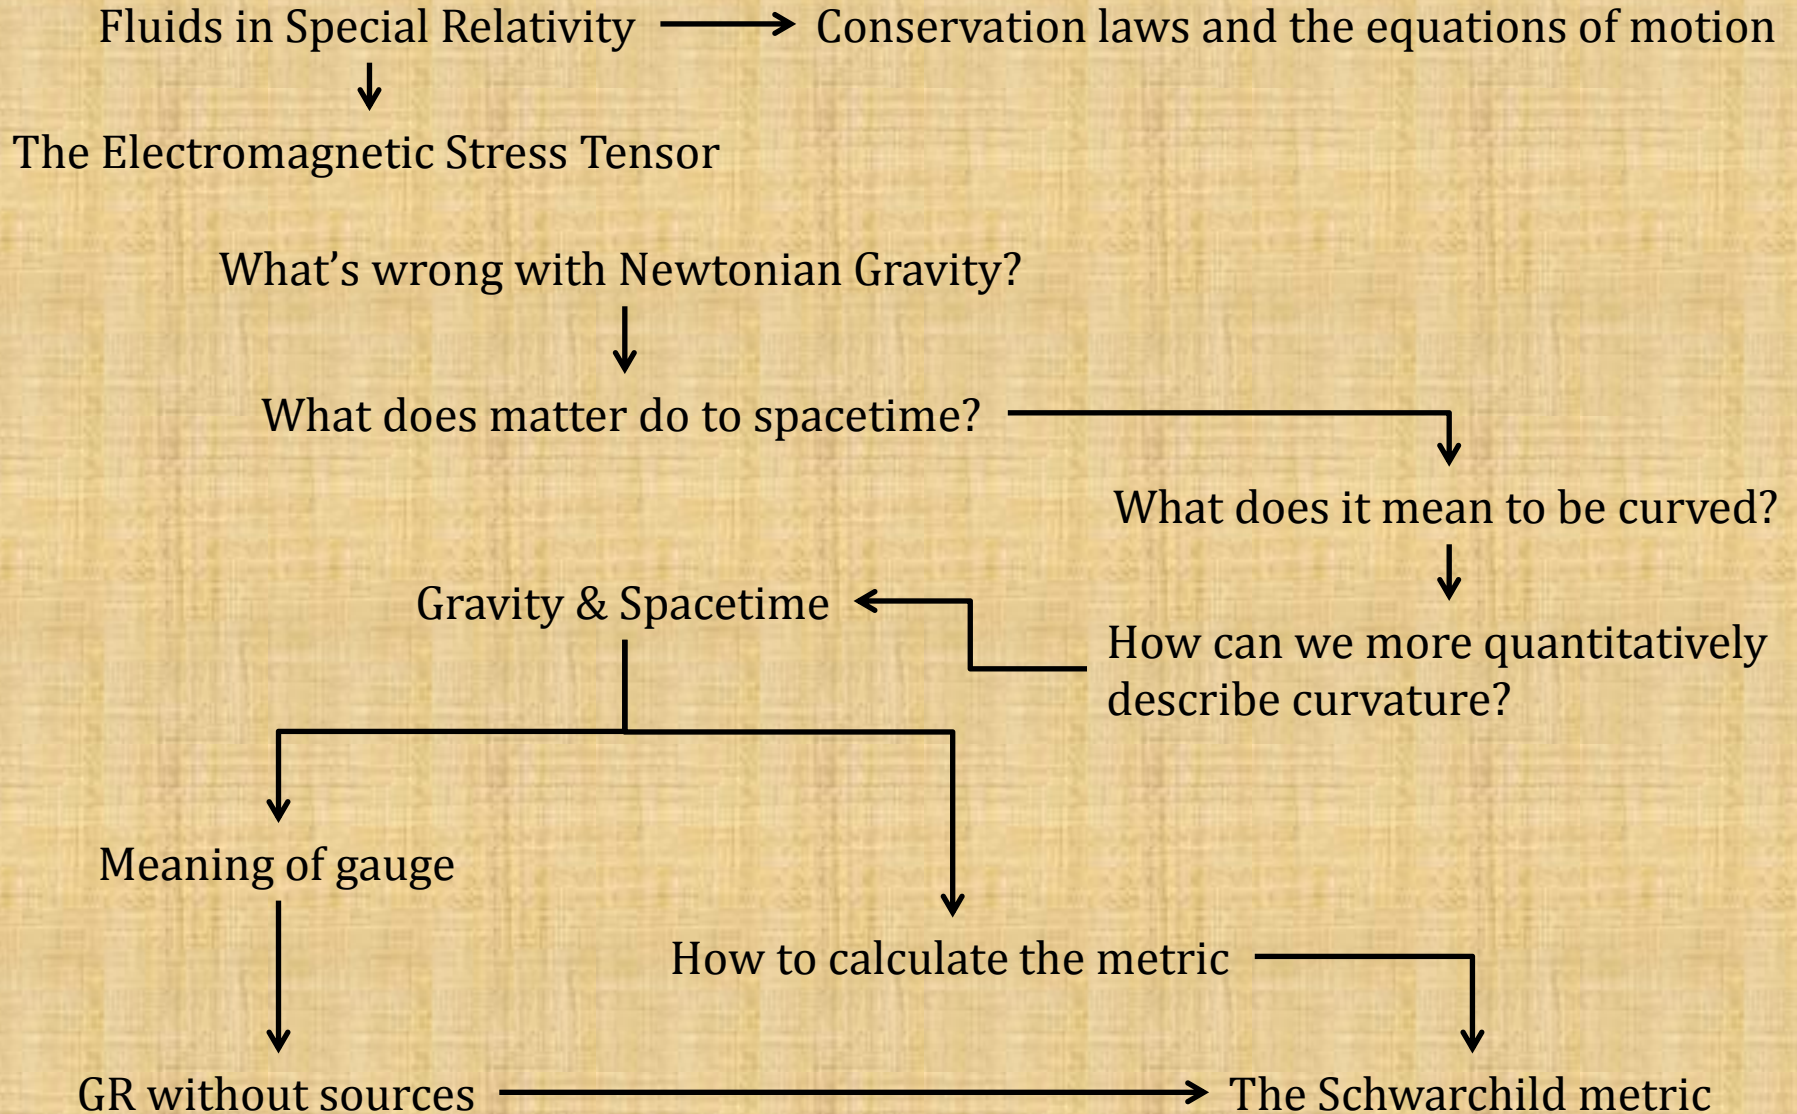 Fluids in Special Relativity
Conservation laws and the equations of motion
The Electromagnetic Stress Tensor
What’s wrong with Newtonian Gravity?
What does matter do to spacetime?
What does it mean to be curved?
Gravity & Spacetime
How can we more quantitatively
describe curvature?
Meaning of gauge
How to calculate the metric
GR without sources
The Schwarchild metric